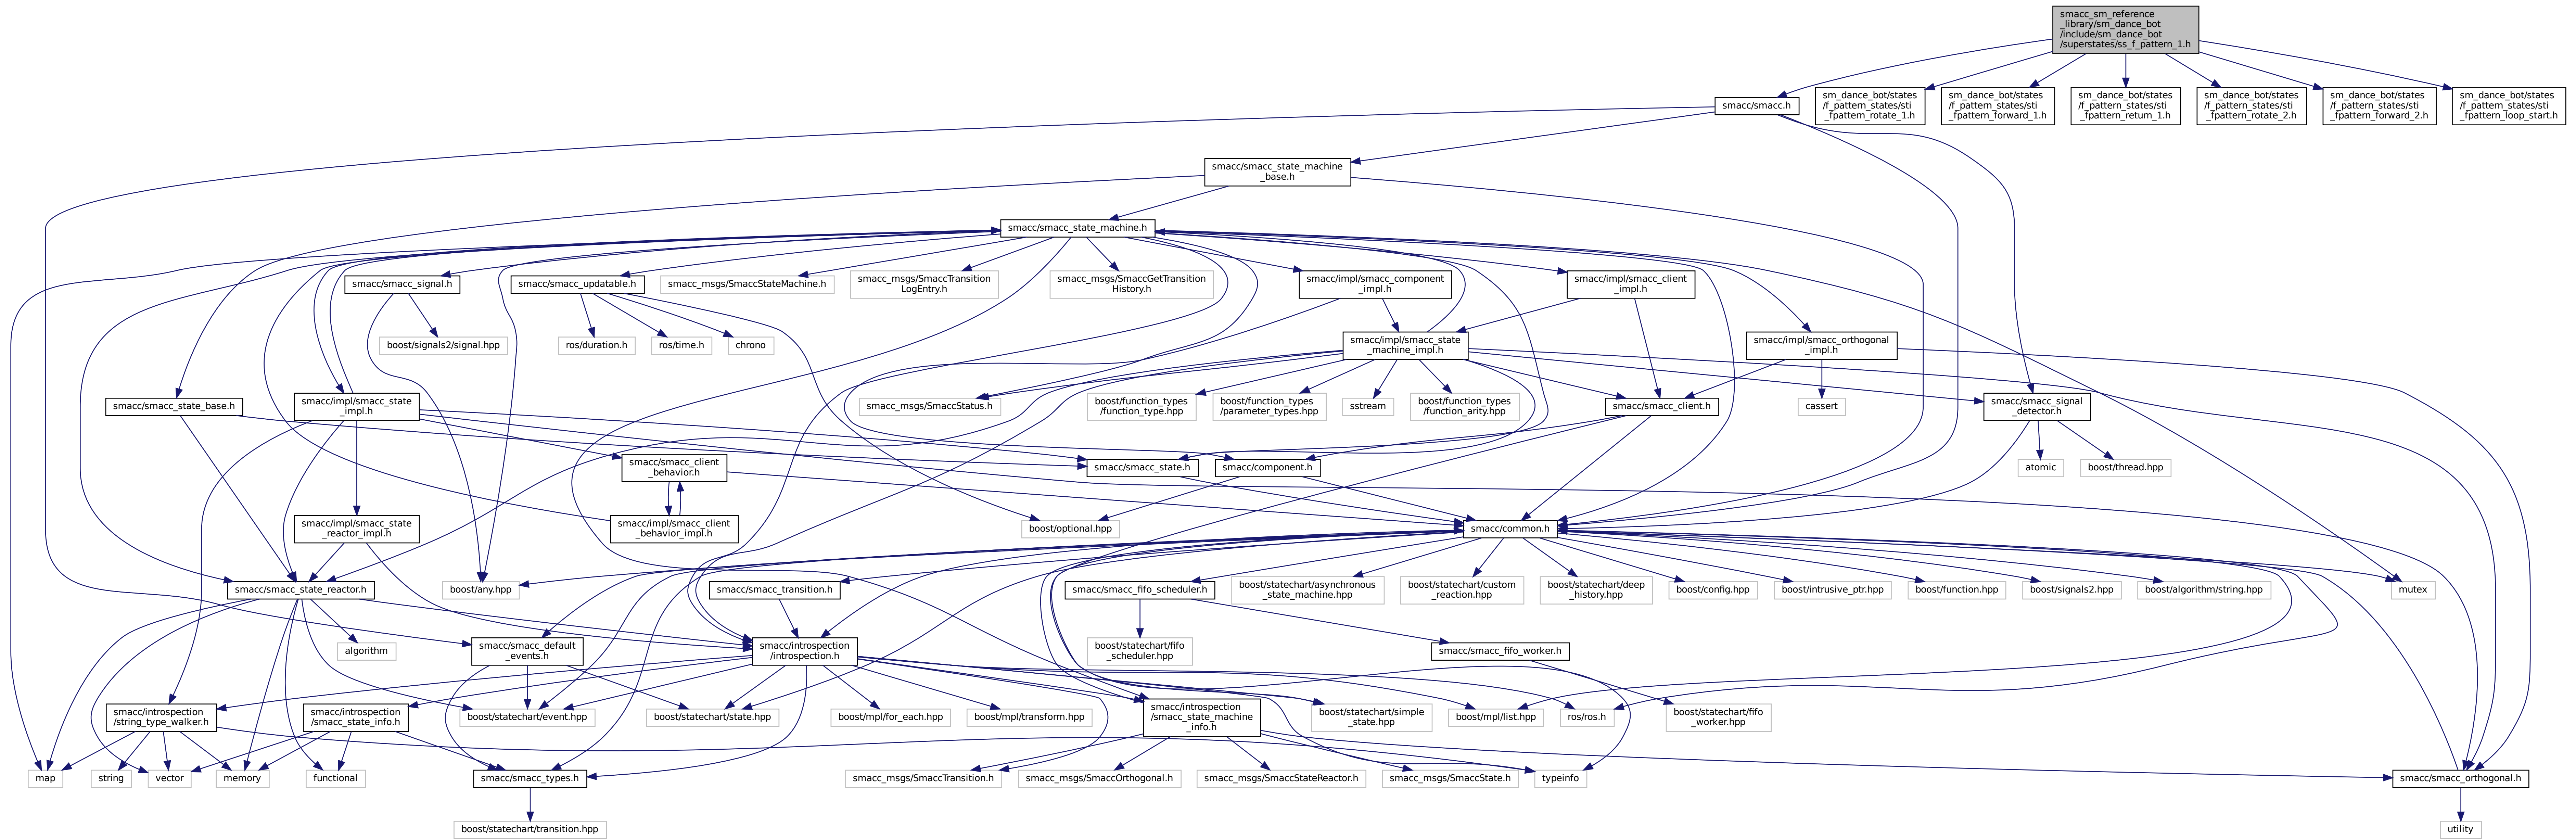 smacc_sm_reference
_library/sm_dance_bot
/include/sm_dance_bot
/superstates/ss_f_pattern_1.h
smacc/smacc.h
sm_dance_bot/states
/f_pattern_states/sti
_fpattern_rotate_1.h
sm_dance_bot/states
/f_pattern_states/sti
_fpattern_forward_1.h
sm_dance_bot/states
/f_pattern_states/sti
_fpattern_return_1.h
sm_dance_bot/states
/f_pattern_states/sti
_fpattern_rotate_2.h
sm_dance_bot/states
/f_pattern_states/sti
_fpattern_forward_2.h
sm_dance_bot/states
/f_pattern_states/sti
_fpattern_loop_start.h
smacc/smacc_state_machine
_base.h
smacc/smacc_state_machine.h
smacc/smacc_signal.h
smacc/smacc_updatable.h
smacc_msgs/SmaccStateMachine.h
smacc_msgs/SmaccTransition
LogEntry.h
smacc_msgs/SmaccGetTransition
History.h
smacc/impl/smacc_component
_impl.h
smacc/impl/smacc_client
_impl.h
boost/signals2/signal.hpp
ros/duration.h
ros/time.h
chrono
smacc/impl/smacc_state
_machine_impl.h
smacc/impl/smacc_orthogonal
_impl.h
smacc/smacc_state_base.h
smacc/impl/smacc_state
_impl.h
smacc_msgs/SmaccStatus.h
boost/function_types
/function_type.hpp
boost/function_types
/parameter_types.hpp
sstream
boost/function_types
/function_arity.hpp
smacc/smacc_client.h
cassert
smacc/smacc_signal
_detector.h
smacc/smacc_client
_behavior.h
smacc/smacc_state.h
smacc/component.h
atomic
boost/thread.hpp
smacc/impl/smacc_state
_reactor_impl.h
smacc/impl/smacc_client
_behavior_impl.h
boost/optional.hpp
smacc/common.h
smacc/smacc_state_reactor.h
boost/any.hpp
smacc/smacc_transition.h
smacc/smacc_fifo_scheduler.h
boost/statechart/asynchronous
_state_machine.hpp
boost/statechart/custom
_reaction.hpp
boost/statechart/deep
_history.hpp
boost/config.hpp
boost/intrusive_ptr.hpp
boost/function.hpp
boost/signals2.hpp
boost/algorithm/string.hpp
mutex
algorithm
smacc/smacc_default
_events.h
smacc/introspection
/introspection.h
boost/statechart/fifo
_scheduler.hpp
smacc/smacc_fifo_worker.h
smacc/introspection
/string_type_walker.h
smacc/introspection
/smacc_state_info.h
boost/statechart/event.hpp
boost/statechart/state.hpp
boost/mpl/for_each.hpp
boost/mpl/transform.hpp
smacc/introspection
/smacc_state_machine
_info.h
boost/statechart/simple
_state.hpp
boost/mpl/list.hpp
ros/ros.h
boost/statechart/fifo
_worker.hpp
map
string
vector
memory
functional
smacc/smacc_types.h
smacc_msgs/SmaccTransition.h
smacc_msgs/SmaccOrthogonal.h
smacc_msgs/SmaccStateReactor.h
smacc_msgs/SmaccState.h
typeinfo
smacc/smacc_orthogonal.h
boost/statechart/transition.hpp
utility